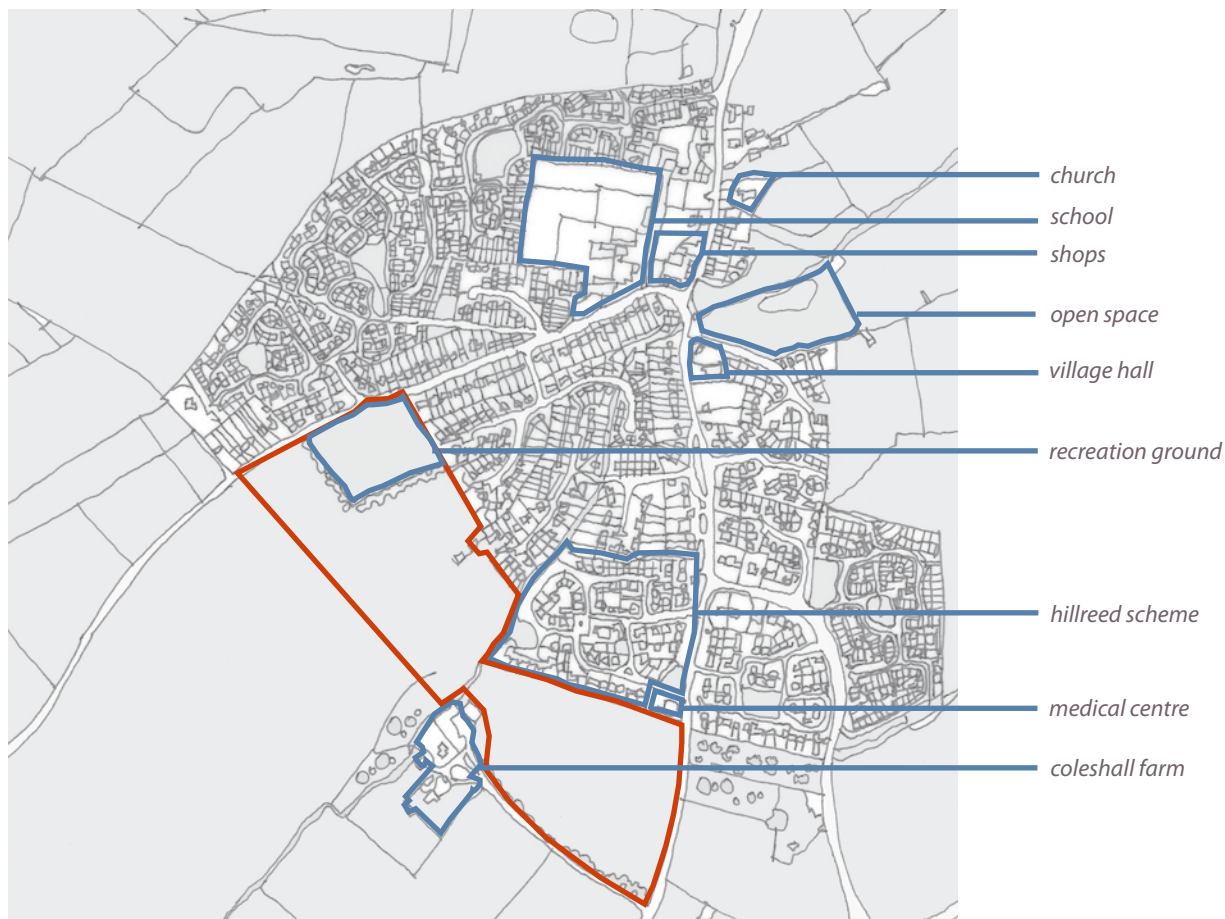 church
school
shops
open space
village hall
recreation ground
hillreed scheme
medical centre
coleshall farm